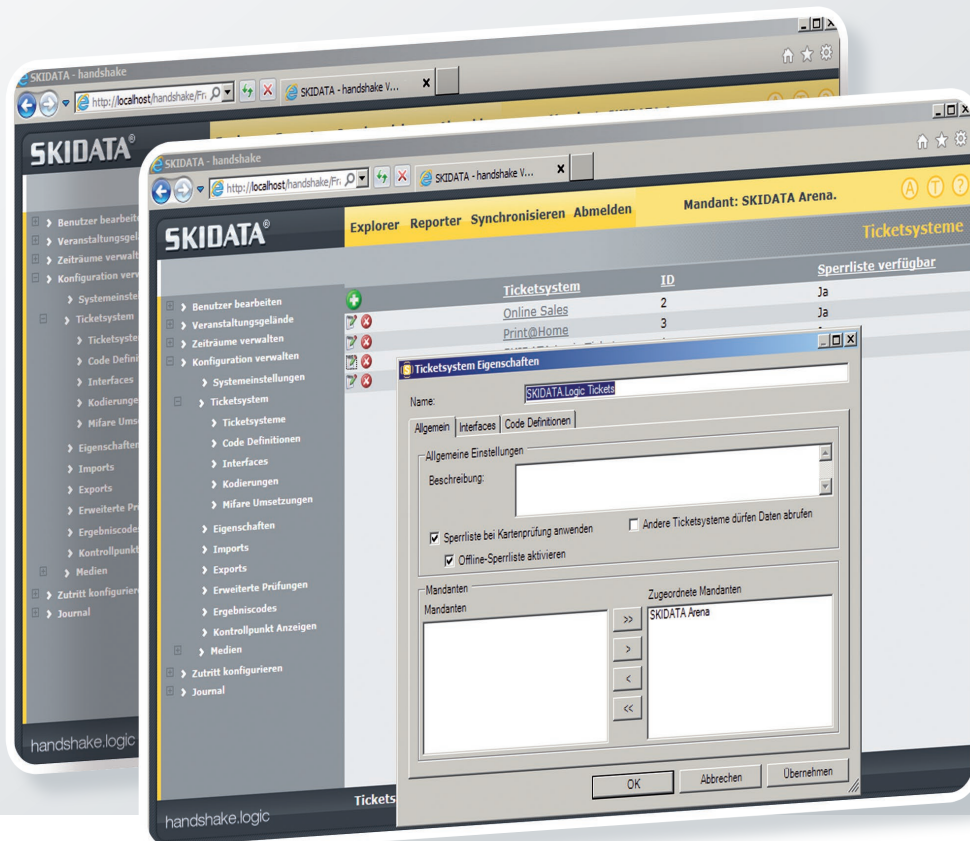 SKIDATA - handshake
http://localhost/handshake/Fr
SKIDATA - handshake V...
SKIDATA®
Benutzer bearbeit
Veranstaltungsgel
Zeiträume verwalt
Konfiguration verw
Systemeinste
Ticketsystem
Ticketsyste
Code Defini
Interfaces
Kodierunge
Mifare Ums
Eigenschaften
Imports
Exports
Erweiterte Pr
Ergebniscode
Kontrollpunkt
Medien
Zutritt konfigurier
Journal
handshake.logic
SKIDATA - handshake
http://localhost/handshake/Fr
SKIDATA - handshake V...
SKIDATA®
Explorer Reporter Synchronisieren Abmelden
Mandant: SKIDATA Arena.
A T ?
Ticketsysteme
Benutzer bearbeiten
Veranstaltungsgelände
Zeiträume verwalten
Konfiguration verwalten
Systemeinstellungen
Ticketsystem
Ticketsysteme
Code Definitionen
Interfaces
Kodierungen
Mifare Umsetzungen
Eigenschaften
Imports
Exports
Erweiterte Prüfungen
Ergebniscodes
Kontrollpunkt Anzeigen
Medien
Zutritt konfigurieren
Journal
Ticketsystem ID Sperrliste verfügbar
Online Sales 2 Ja
Print@Home 3 Ja
Ticketsystem Eigenschaften
Name: SKIDATA.Logic Tickets
Allgemein Interfaces Code Definitionen
Allgemeine Einstellungen
Beschreibung:
Sperrliste bei Kartenprüfung anwenden
Andere Ticketsysteme dürfen Daten abrufen
Offline-Sperrliste aktivieren
Mandanten
Mandanten
Zugeordnete Mandanten
SKIDATA Arena
>>
>
<
<<
OK Abbrechen Übernehmen
Tickets
handshake.logic